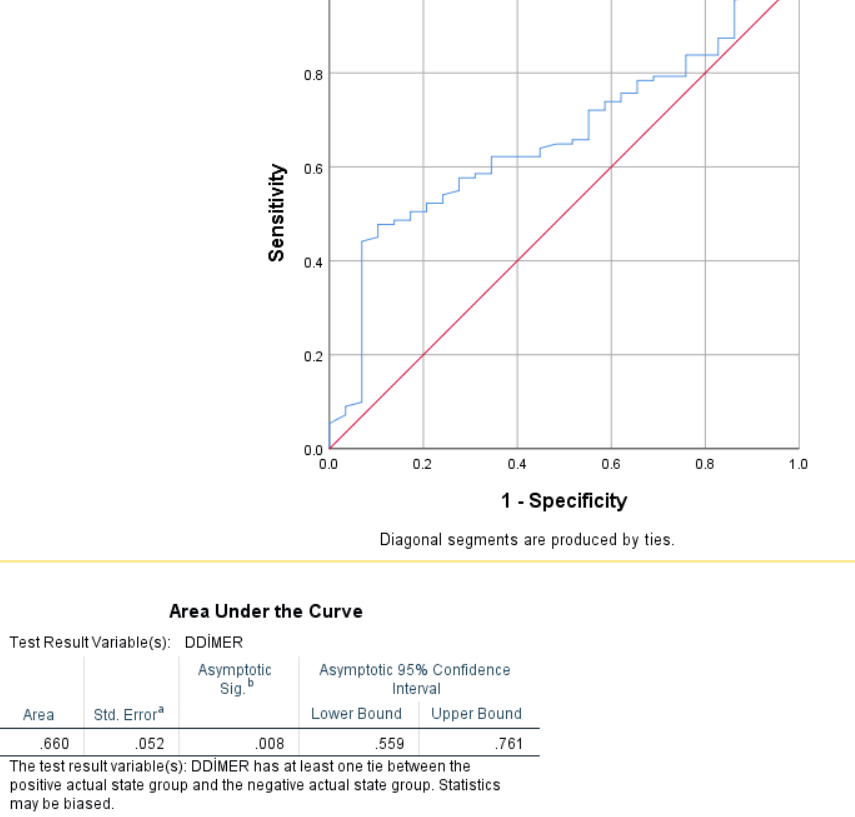 0.8
0.6
0.4
0.2
0.0
Sensitivity
0.0 0.2 0.4 0.6 0.8 1.0
1 - Specificity
Diagonal segments are produced by ties.
Area Under the Curve
Test Result Variable(s): DDİMER
Area Std. Errorᵃ Asymptotic Sig.ᵇ Asymptotic 95% Confidence Interval
Lower Bound Upper Bound
.660 .052 .008 .559 .761
The test result variable(s): DDİMER has at least one tie between the
positive actual state group and the negative actual state group. Statistics
may be biased.